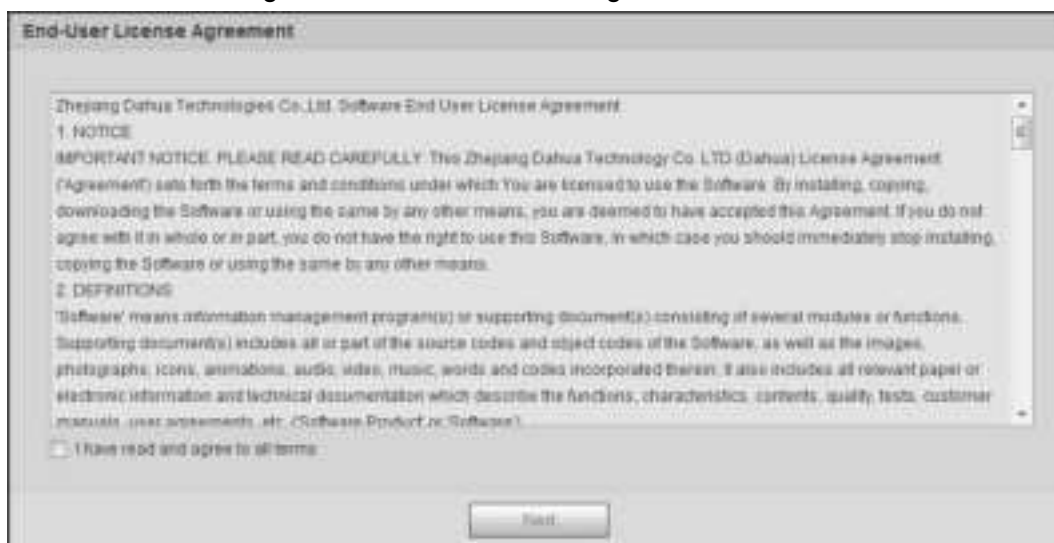 End-User License Agreement
Zhejiang Dahua Technologies Co.,Ltd. Software End User License Agreement
1. NOTICE
IMPORTANT NOTICE. PLEASE READ CAREFULLY: This Zhejiang Dahua Technology Co. LTD (Dahua) License Agreement
('Agreement') sets forth the terms and conditions under which You are licensed to use the Software. By installing, copying,
downloading the Software or using the same by any other means, you are deemed to have accepted this Agreement. If you do not
agree with it in whole or in part, you do not have the right to use this Software, in which case you should immediately stop installing,
copying the Software or using the same by any other means.
2. DEFINITIONS
'Software' means information management program(s) or supporting document(s) consisting of several modules or functions.
Supporting document(s) includes all or part of the source codes and object codes of the Software, as well as the images,
photographs, icons, animations, audio, video, music, words and codes incorporated therein; it also includes all relevant paper or
electronic information and technical documentation which describe the functions, characteristics, contents, quality, tests, customer
manuals, user agreements, etc. ('Software Product' or 'Software').
I have read and agree to all terms
Next